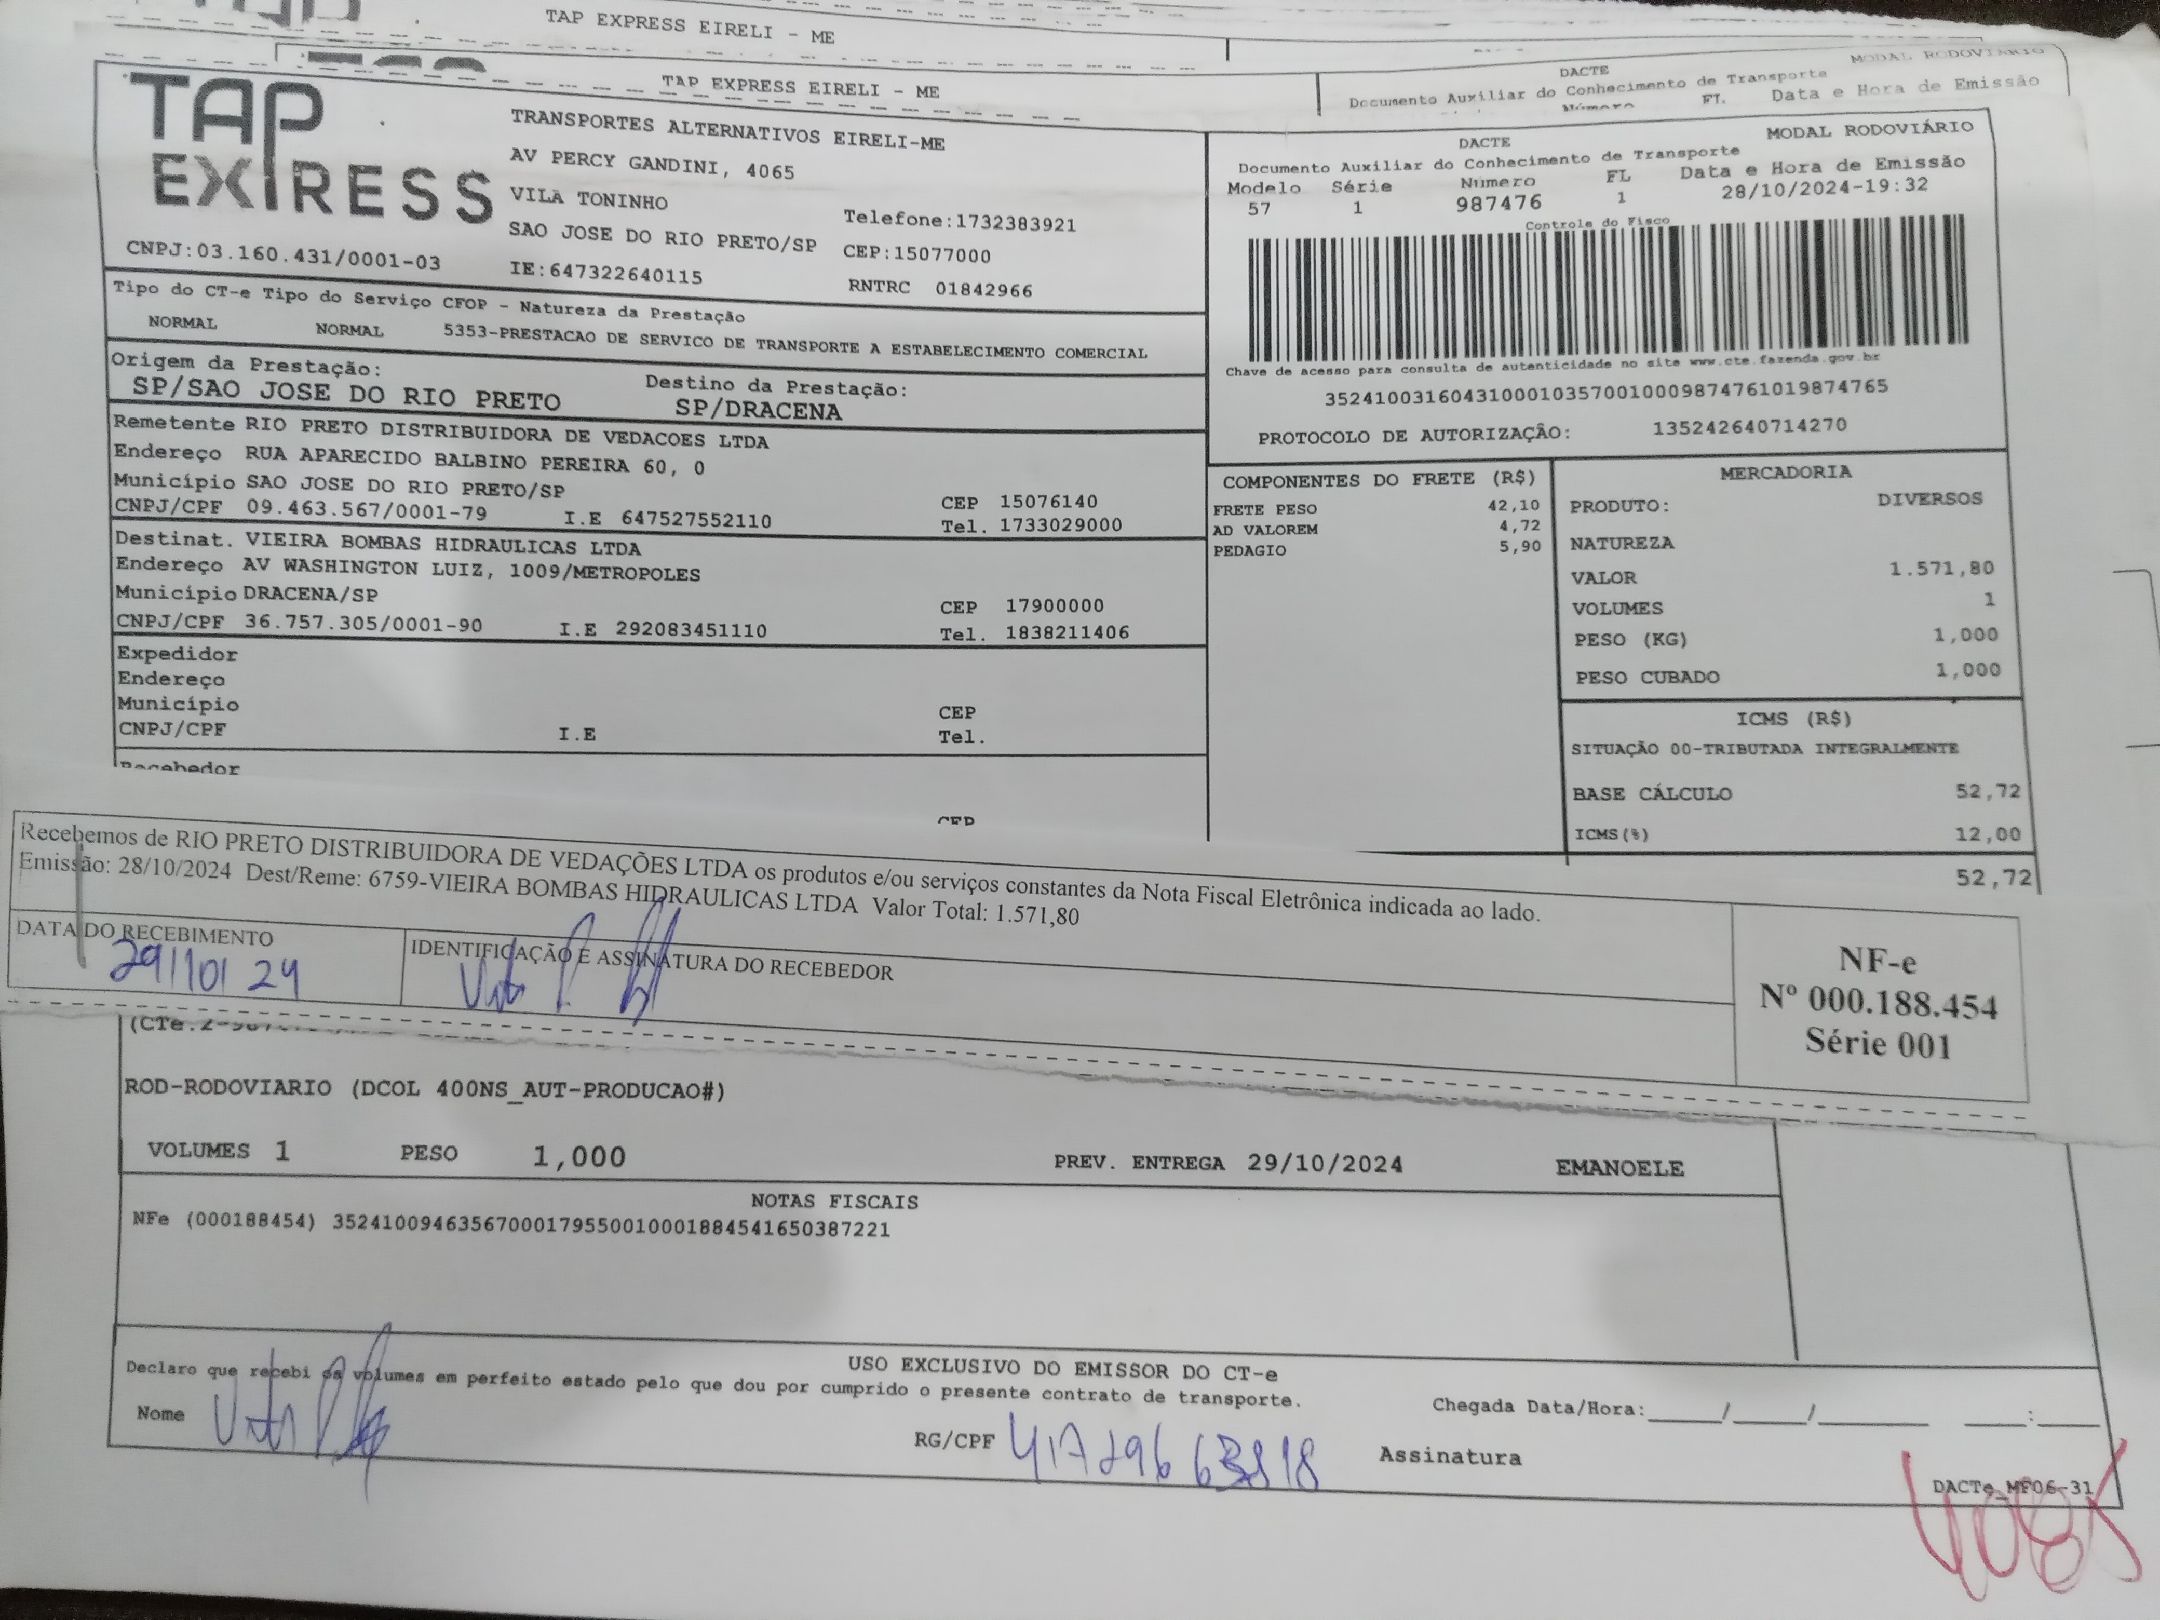 TAP EXPRESS EIRELI - ME
TAP EXPRESS EIRELI - ME
DACTE
MODAL RODOVIÁRIO
Documento Auxiliar do Conhecimento de Transporte
Número FL Data e Hora de Emissão
TAP EXPRESS
TRANSPORTES ALTERNATIVOS EIRELI-ME
AV PERCY GANDINI, 4065
VILA TONINHO
SAO JOSE DO RIO PRETO/SP
Telefone:1732383921
CEP:15077000
CNPJ:03.160.431/0001-03
IE:647322640115
RNTRC 01842966
DACTE
MODAL RODOVIÁRIO
Documento Auxiliar do Conhecimento de Transporte
Modelo Série Número FL Data e Hora de Emissão
57 1 987476 1 28/10/2024-19:32
Controle do Fisco
Chave de acesso para consulta de autenticidade no site www.cte.fazenda.gov.br
35241003160431000103570010009874761019874765
PROTOCOLO DE AUTORIZAÇÃO: 135242640714270
Tipo do CT-e Tipo do Serviço CFOP - Natureza da Prestação
NORMAL NORMAL 5353-PRESTACAO DE SERVICO DE TRANSPORTE A ESTABELECIMENTO COMERCIAL
Origem da Prestação: Destino da Prestação:
SP/SAO JOSE DO RIO PRETO SP/DRACENA
Remetente RIO PRETO DISTRIBUIDORA DE VEDACOES LTDA
Endereço RUA APARECIDO BALBINO PEREIRA 60, 0
Município SAO JOSE DO RIO PRETO/SP CEP 15076140
CNPJ/CPF 09.463.567/0001-79 I.E 647527552110 Tel. 1733029000
Destinat. VIEIRA BOMBAS HIDRAULICAS LTDA
Endereço AV WASHINGTON LUIZ, 1009/METROPOLES
Município DRACENA/SP CEP 17900000
CNPJ/CPF 36.757.305/0001-90 I.E 292083451110 Tel. 1838211406
Expedidor
Endereço
Município CEP
CNPJ/CPF I.E Tel.
Recebedor
CEP
COMPONENTES DO FRETE (R$)
FRETE PESO 42,10
AD VALOREM 4,72
PEDAGIO 5,90
MERCADORIA
PRODUTO: DIVERSOS
NATUREZA
VALOR 1.571,80
VOLUMES 1
PESO (KG) 1,000
PESO CUBADO 1,000
ICMS (R$)
SITUAÇÃO 00-TRIBUTADA INTEGRALMENTE
BASE CÁLCULO 52,72
ICMS(%) 12,00
52,72
Recebemos de RIO PRETO DISTRIBUIDORA DE VEDAÇÕES LTDA os produtos e/ou serviços constantes da Nota Fiscal Eletrônica indicada ao lado.
Emissão: 28/10/2024 Dest/Reme: 6759-VIEIRA BOMBAS HIDRAULICAS LTDA Valor Total: 1.571,80
DATA DO RECEBIMENTO
29/10/24
IDENTIFICAÇÃO E ASSINATURA DO RECEBEDOR
NF-e
Nº 000.188.454
Série 001
ROD-RODOVIARIO (DCOL 400NS_AUT-PRODUCAO#)
VOLUMES 1 PESO 1,000 PREV. ENTREGA 29/10/2024 EMANOELE
NOTAS FISCAIS
NFe (000188454) 35241009463567000179550010001884541650387221
USO EXCLUSIVO DO EMISSOR DO CT-e
Declaro que recebi os volumes em perfeito estado pelo que dou por cumprido o presente contrato de transporte.
Chegada Data/Hora:_____/_____/_______ ____:____
Nome
RG/CPF
Assinatura
DACTe_MF06-31